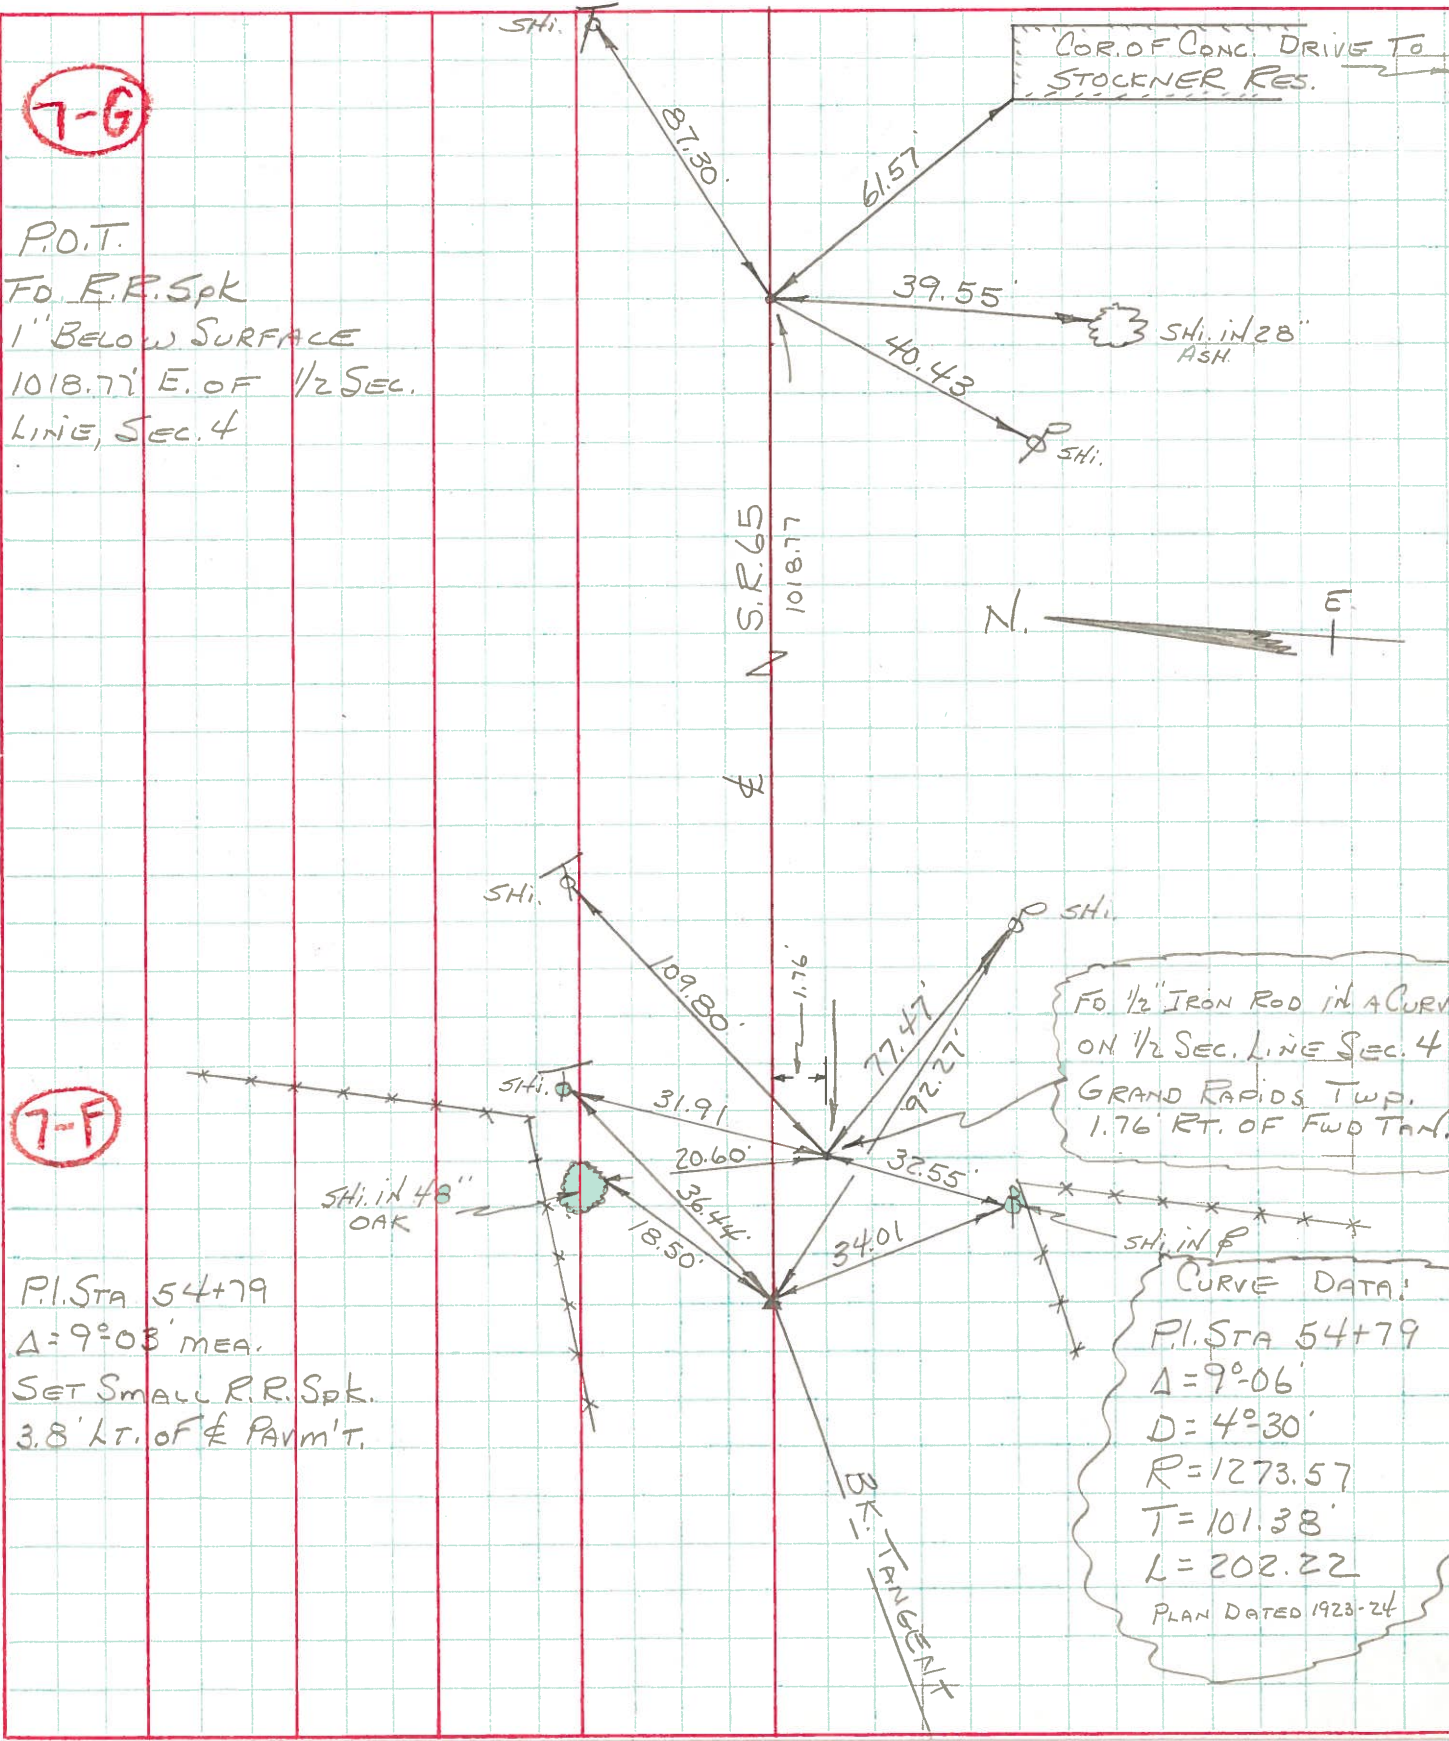 SHi.
COR. OF CONC. DRIVE TO
STOCKNER RES.
7-G
87.30'
61.57'
P.O.T.
FD R.R. Spk
1" BELOW SURFACE
1018.77' E. OF 1/2 SEC.
LINE, SEC. 4
39.55'
SHi. iN 28"
ASH
40.43
SHi.
S.R. 65
1018.77
N
N.
E.
℄
SHi.
SHi.
109.80'
1.76'
77.47'
92.27'
FD 1/2" IRON ROD iN A CURV
ON 1/2 SEC. LINE SEC. 4
GRAND RAPIDS TWP.
1.76' RT. OF FWD TAN.
7-F
SHi.
31.91
20.60'
32.55'
36.44'
SHi. iN 48"
OAK
18.50'
34.01
SHi. iN P
P.I. STA 54+79
Δ = 9°-03' MEA.
SET SMALL R.R. Spk.
3.8' LT. OF ℄ PAVM'T.
CURVE DATA:
P.I. STA 54+79
Δ = 9°-06'
D = 4°-30'
R = 1273.57
T = 101.38'
L = 202.22
PLAN DATED 1923-24
BK. TANGENT